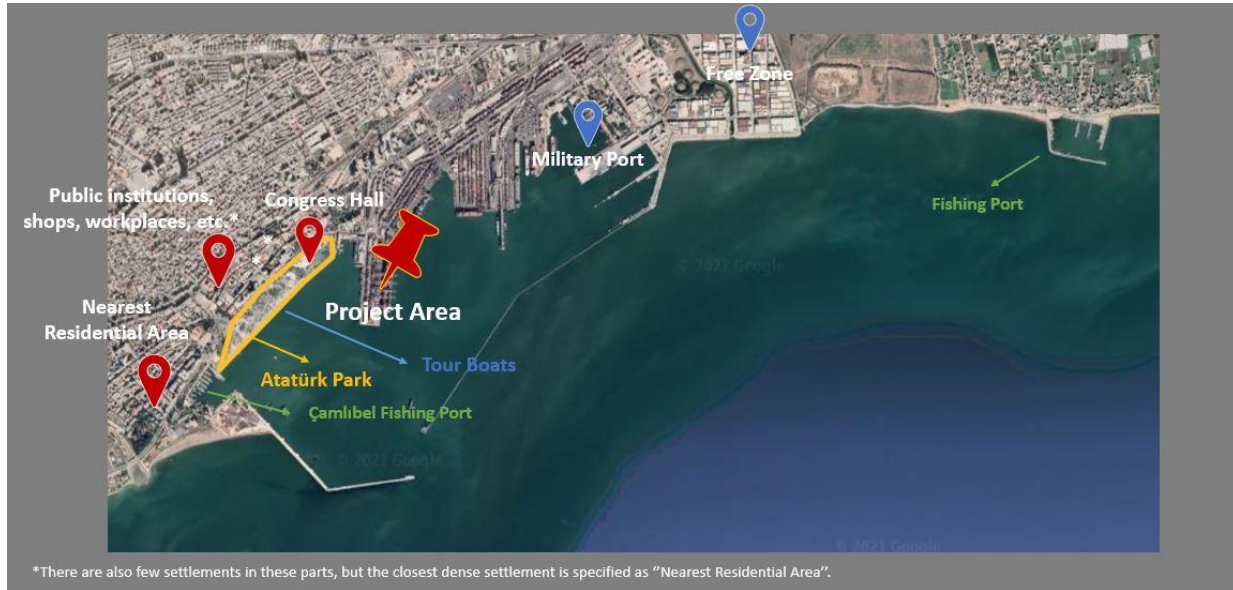 Free Zone
Military Port
Public institutions,
shops, workplaces, etc.*
Congress Hall
*
*
Fishing Port
© 2021 Google
Nearest
Residential Area
Project Area
Tour Boats
Atatürk Park
Çamlıbel Fishing Port
© 2021 Google
© 2021 Google
*There are also few settlements in these parts, but the closest dense settlement is specified as “Nearest Residential Area”.